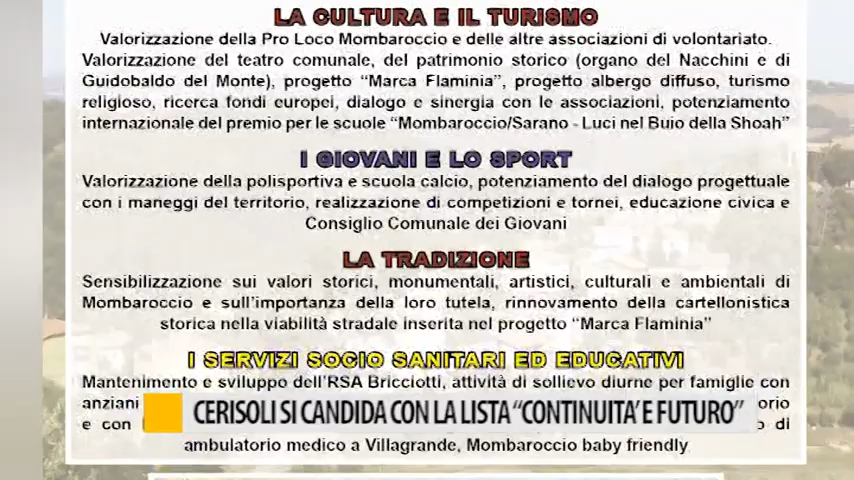 LA CULTURA E IL TURISMO
Valorizzazione della Pro Loco Mombaroccio e delle altre associazioni di volontariato.
Valorizzazione del teatro comunale, del patrimonio storico (organo del Nacchini e di
Guidobaldo del Monte), progetto “Marca Flaminia”, progetto albergo diffuso, turismo
religioso, ricerca fondi europei, dialogo e sinergia con le associazioni, potenziamento
internazionale del premio per le scuole “Mombaroccio/Sarano - Luci nel Buio della Shoah”
I GIOVANI E LO SPORT
Valorizzazione della polisportiva e scuola calcio, potenziamento del dialogo progettuale
con i maneggi del territorio, realizzazione di competizioni e tornei, educazione civica e
Consiglio Comunale dei Giovani
LA TRADIZIONE
Sensibilizzazione sui valori storici, monumentali, artistici, culturali e ambientali di
Mombaroccio e sull’importanza della loro tutela, rinnovamento della cartellonistica
storica nella viabilità stradale inserita nel progetto “Marca Flaminia”
I SERVIZI SOCIO SANITARI ED EDUCATIVI
Mantenimento e sviluppo dell’RSA Bricciotti, attività di sollievo diurne per famiglie con
anziani
e con di
CERISOLI SI CANDIDA CON LA LISTA “CONTINUITA’ E FUTURO”
ambulatorio medico a Villagrande, Mombaroccio baby friendly